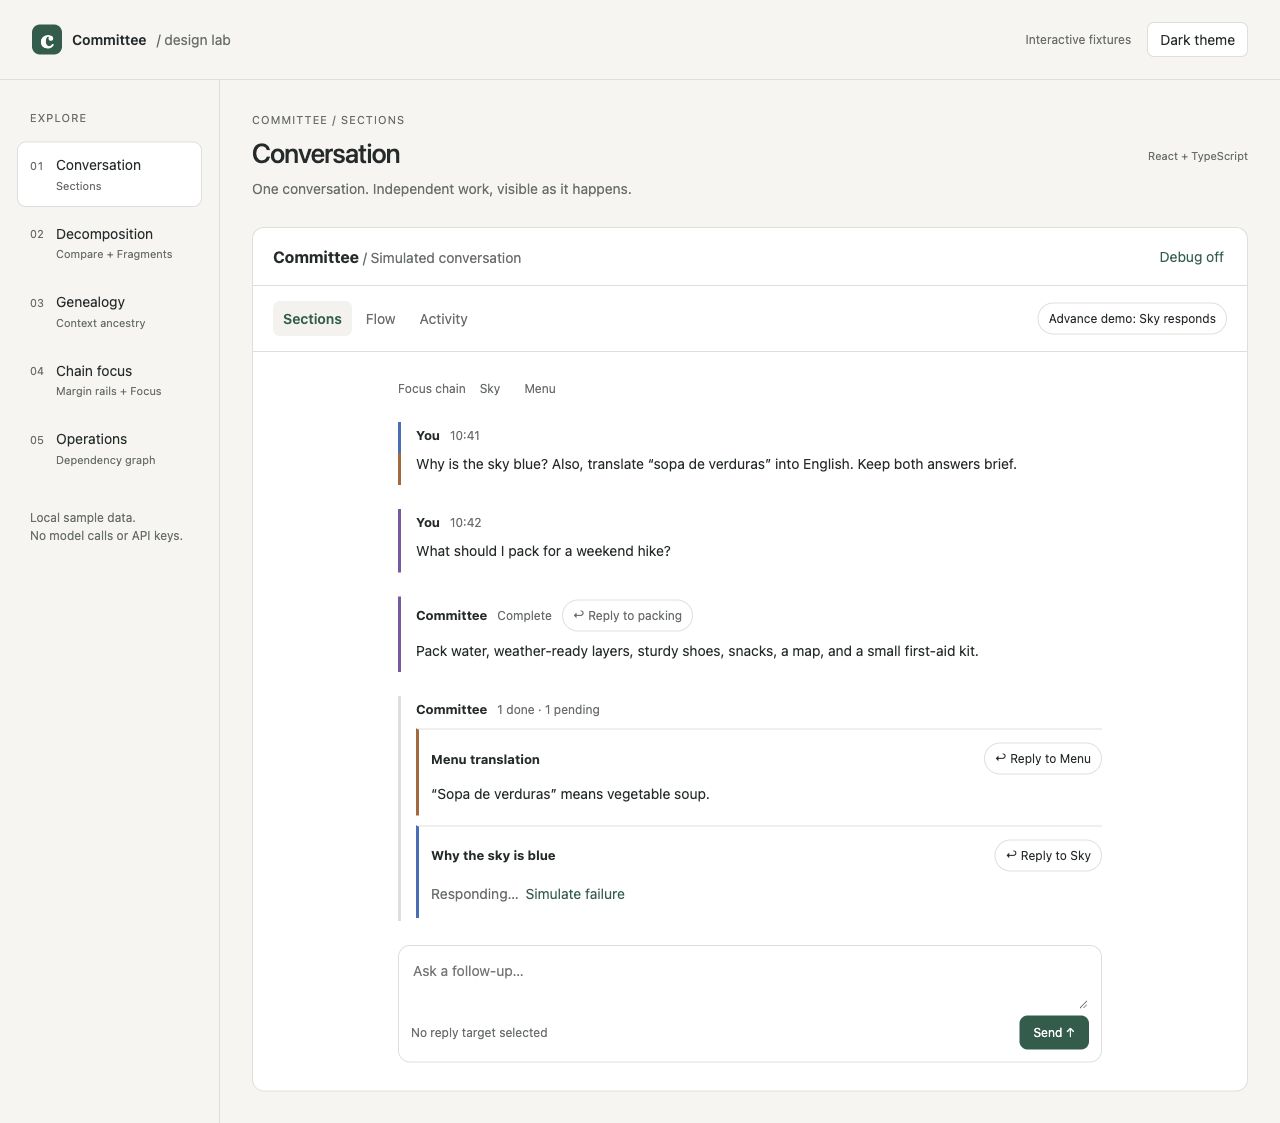 c Committee / design lab
Interactive fixtures
Dark theme
EXPLORE
01 Conversation
Sections
02 Decomposition
Compare + Fragments
03 Genealogy
Context ancestry
04 Chain focus
Margin rails + Focus
05 Operations
Dependency graph
Local sample data.
No model calls or API keys.
COMMITTEE / SECTIONS
Conversation
React + TypeScript
One conversation. Independent work, visible as it happens.
Committee / Simulated conversation
Debug off
Sections Flow Activity
Advance demo: Sky responds
Focus chain Sky Menu
You 10:41
Why is the sky blue? Also, translate “sopa de verduras” into English. Keep both answers brief.
You 10:42
What should I pack for a weekend hike?
Committee Complete ↩ Reply to packing
Pack water, weather-ready layers, sturdy shoes, snacks, a map, and a small first-aid kit.
Committee 1 done · 1 pending
Menu translation
↩ Reply to Menu
“Sopa de verduras” means vegetable soup.
Why the sky is blue
↩ Reply to Sky
Responding… Simulate failure
Ask a follow-up…
No reply target selected
Send ↑